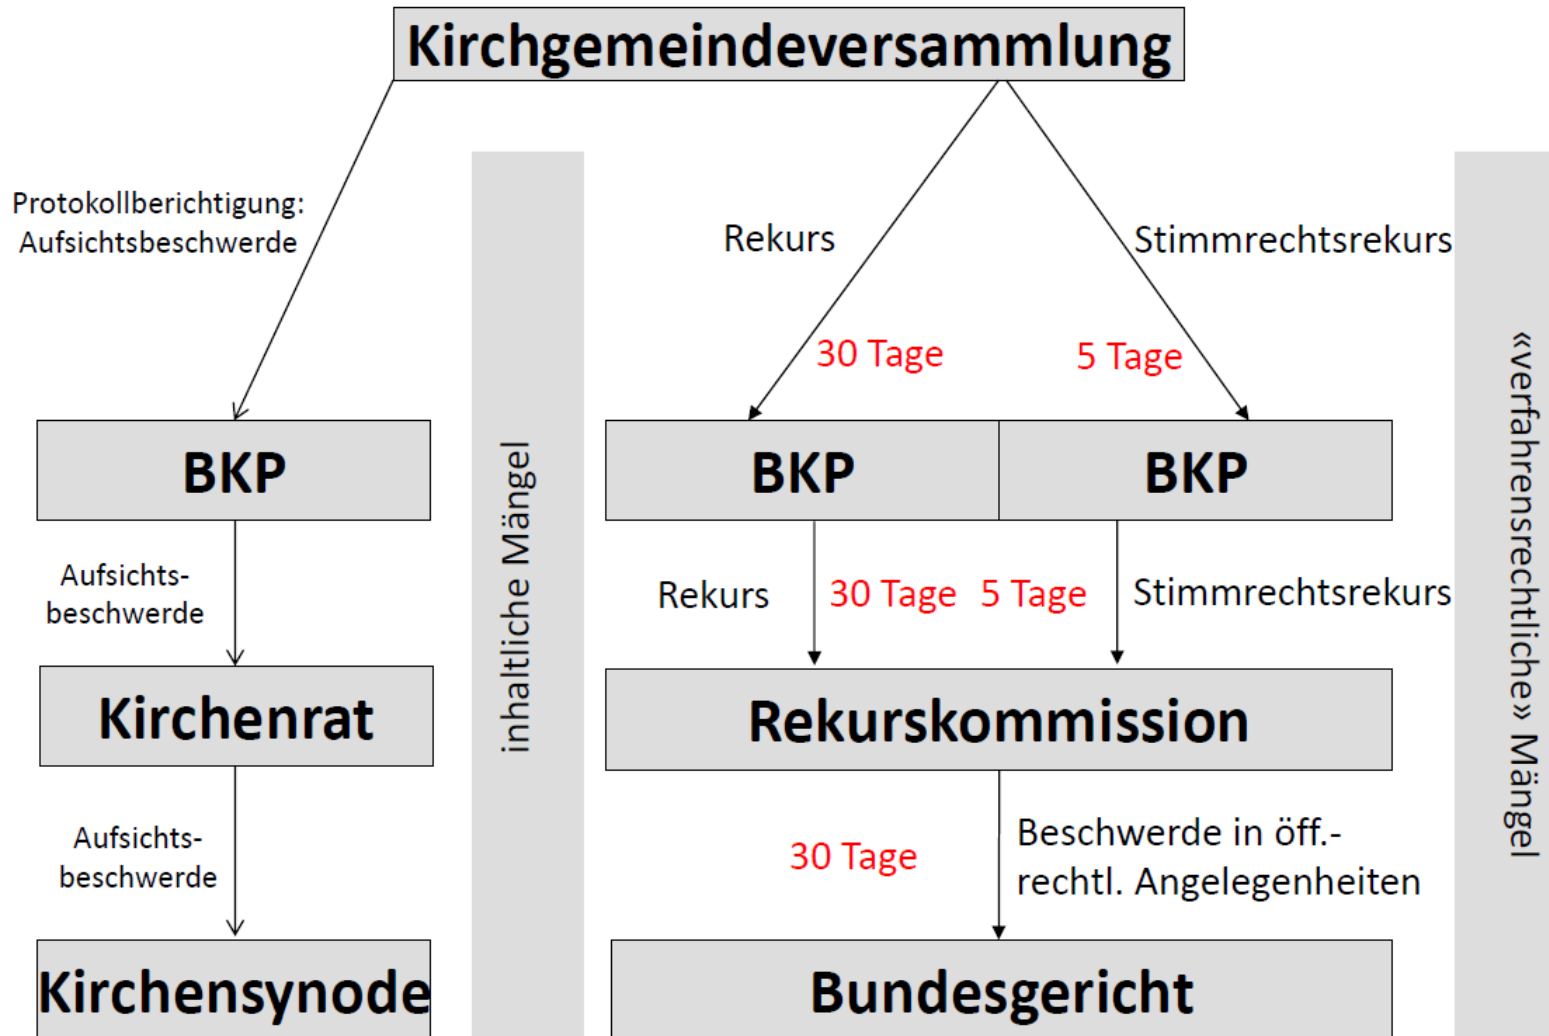 Kirchgemeindeversammlung
Protokollberichtigung:
Aufsichtsbeschwerde
Rekurs
Stimmrechtsrekurs
30 Tage
5 Tage
BKP
BKP
BKP
Aufsichts-
beschwerde
Rekurs
30 Tage
5 Tage
Stimmrechtsrekurs
Kirchenrat
Rekurskommission
Aufsichts-
beschwerde
30 Tage
Beschwerde in öff.-
rechtl. Angelegenheiten
Kirchensynode
Bundesgericht
inhaltliche Mängel
«verfahrensrechtliche» Mängel